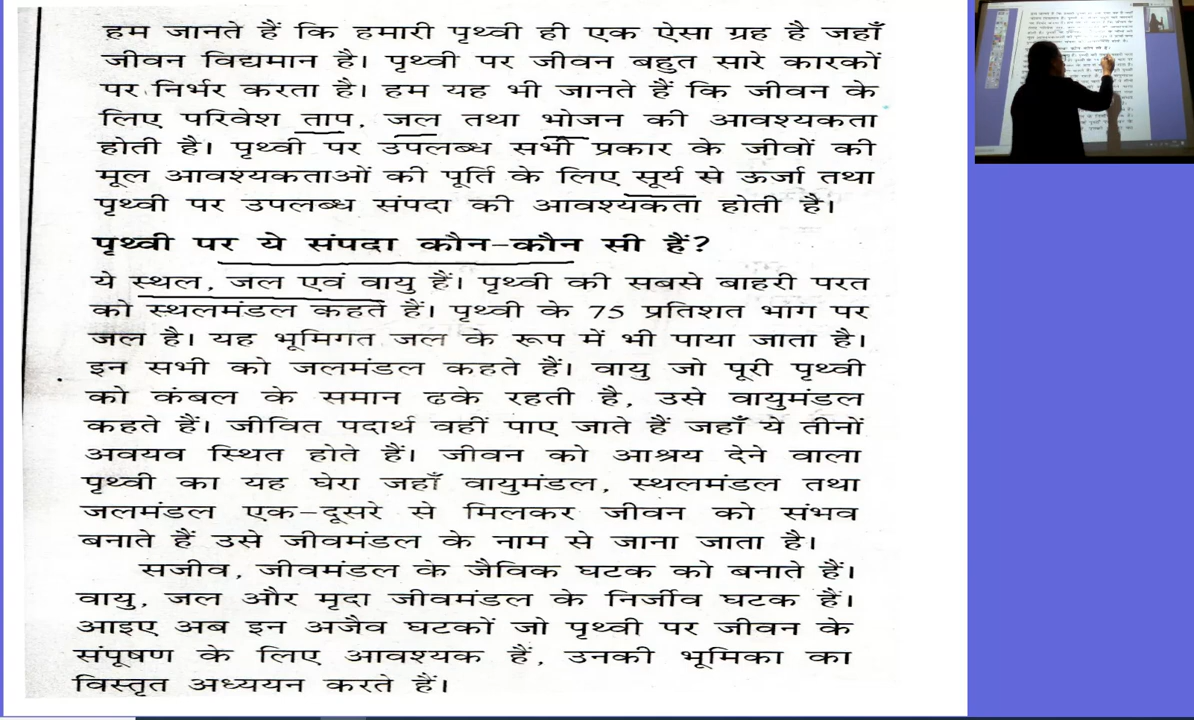 हम जानते हैं कि हमारी पृथ्वी ही एक ऐसा ग्रह है जहाँ
जीवन विद्यमान है। पृथ्वी पर जीवन बहुत सारे कारकों
पर निर्भर करता है। हम यह भी जानते हैं कि जीवन के
लिए परिवेश ताप, जल तथा भोजन की आवश्यकता
होती है। पृथ्वी पर उपलब्ध सभी प्रकार के जीवों की
मूल आवश्यकताओं की पूर्ति के लिए सूर्य से ऊर्जा तथा
पृथ्वी पर उपलब्ध संपदा की आवश्यकता होती है।
पृथ्वी पर ये संपदा कौन-कौन सी हैं?
ये स्थल, जल एवं वायु हैं। पृथ्वी की सबसे बाहरी परत
को स्थलमंडल कहते हैं। पृथ्वी के 75 प्रतिशत भाग पर
जल है। यह भूमिगत जल के रूप में भी पाया जाता है।
इन सभी को जलमंडल कहते हैं। वायु जो पूरी पृथ्वी
को कंबल के समान ढके रहती है, उसे वायुमंडल
कहते हैं। जीवित पदार्थ वहीं पाए जाते हैं जहाँ ये तीनों
अवयव स्थित होते हैं। जीवन को आश्रय देने वाला
पृथ्वी का यह घेरा जहाँ वायुमंडल, स्थलमंडल तथा
जलमंडल एक-दूसरे से मिलकर जीवन को संभव
बनाते हैं उसे जीवमंडल के नाम से जाना जाता है।
सजीव, जीवमंडल के जैविक घटक को बनाते हैं।
वायु, जल और मृदा जीवमंडल के निर्जीव घटक हैं।
आइए अब इन अजैव घटकों जो पृथ्वी पर जीवन के
संपूषण के लिए आवश्यक हैं, उनकी भूमिका का
विस्तृत अध्ययन करते हैं।